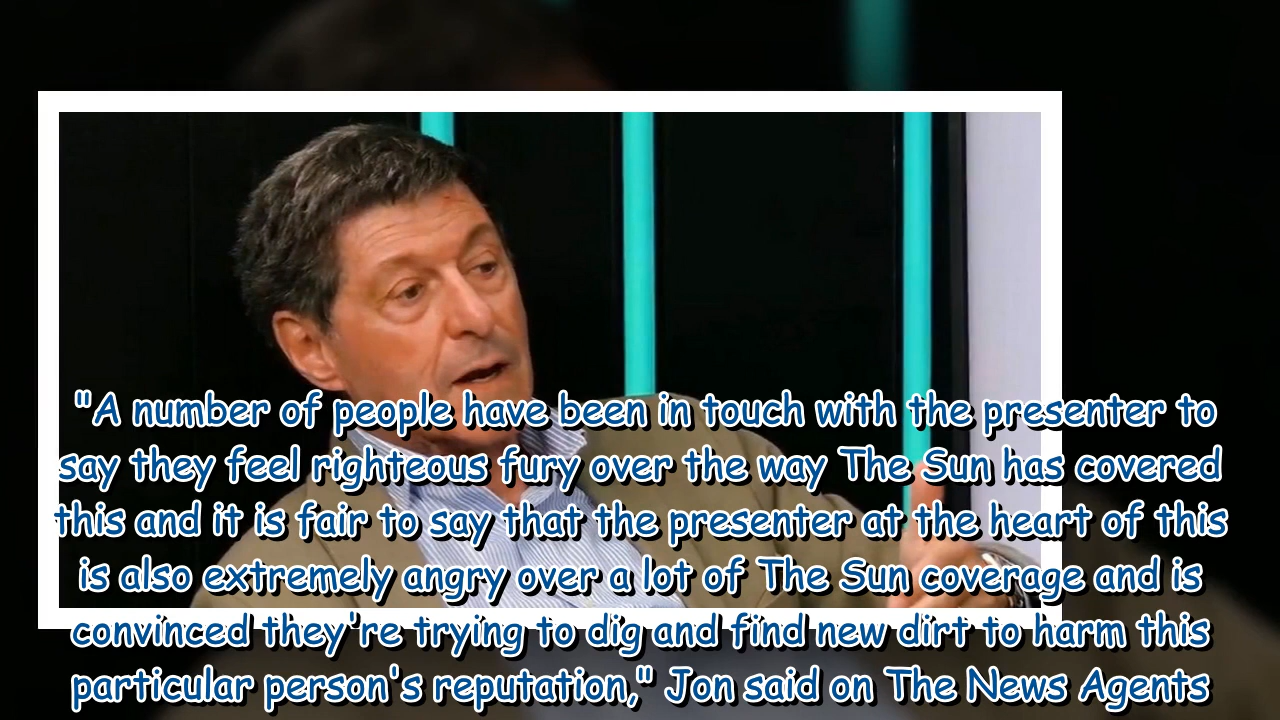 "A number of people have been in touch with the presenter to
say they feel righteous fury over the way The Sun has covered
this and it is fair to say that the presenter at the heart of this
is also extremely angry over a lot of The Sun coverage and is
convinced they're trying to dig and find new dirt to harm this
particular person's reputation," Jon said on The News Agents